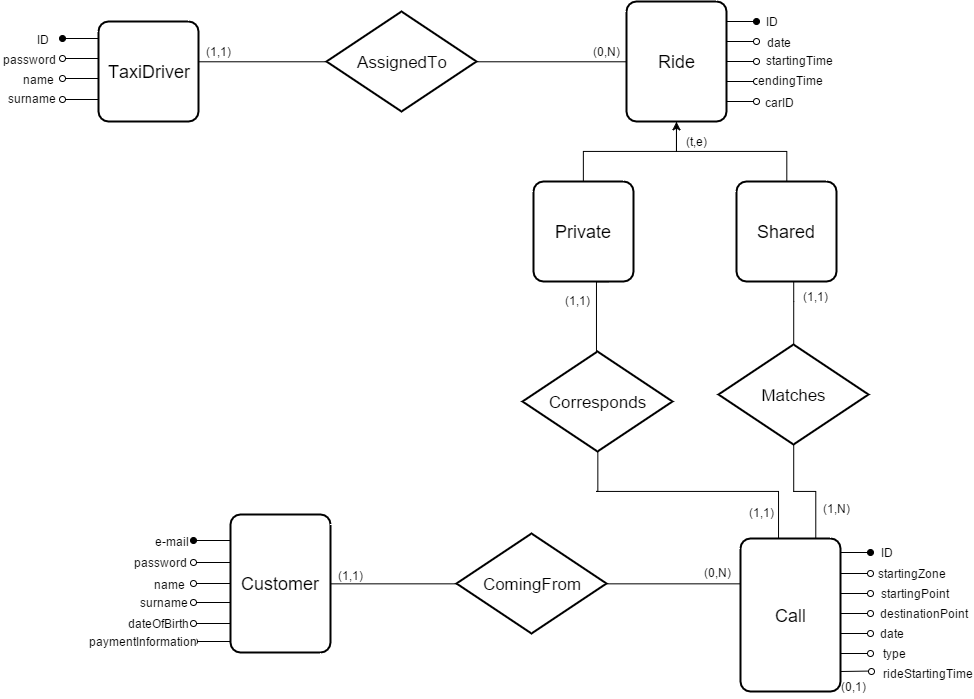 ID
password
name
surname
TaxiDriver
(1,1)
AssignedTo
(0,N)
Ride
ID
date
startingTime
endingTime
carID
(t,e)
Private
Shared
(1,1)
(1,1)
Corresponds
Matches
(1,1)
(1,N)
e-mail
password
name
surname
dateOfBirth
paymentInformation
Customer
(1,1)
ComingFrom
(0,N)
Call
ID
startingZone
startingPoint
destinationPoint
date
type
rideStartingTime
(0,1)